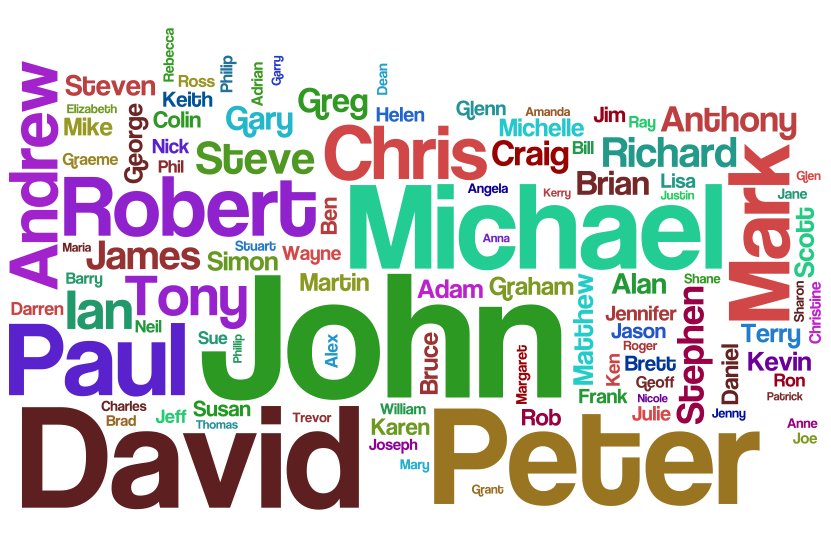 Rebecca
Steven
Ross
Philip
Adrian
Garry
Dean
Andrew
Elizabeth
Keith
Mike
George
Colin
Gary
Greg
Helen
Glenn
Amanda
Michelle
Jim
Ray
Anthony
Graeme
Nick
Phil
Steve
Chris
Craig
Bill
Richard
Mark
Glen
Robert
Ben
Michael
Angela
Kerry
Brian
Lisa
Justin
Jane
Scott
Maria
James
Stuart
Simon
Wayne
Anna
Barry
Tony
Martin
Adam
Graham
Matthew
Alan
Shane
Sharon
Christine
Darren
Ian
Neil
John
Jennifer
Stephen
Paul
Sue
Phillip
Alex
Bruce
Margaret
Jason
Roger
Ken
Brett
Geoff
Nicole
Daniel
Terry
Kevin
Ron
Patrick
Charles
Brad
Jeff
Susan
Thomas
Trevor
William
Karen
Joseph
Rob
Frank
Julie
Jenny
Anne
Joe
David
Mary
Peter
Grant